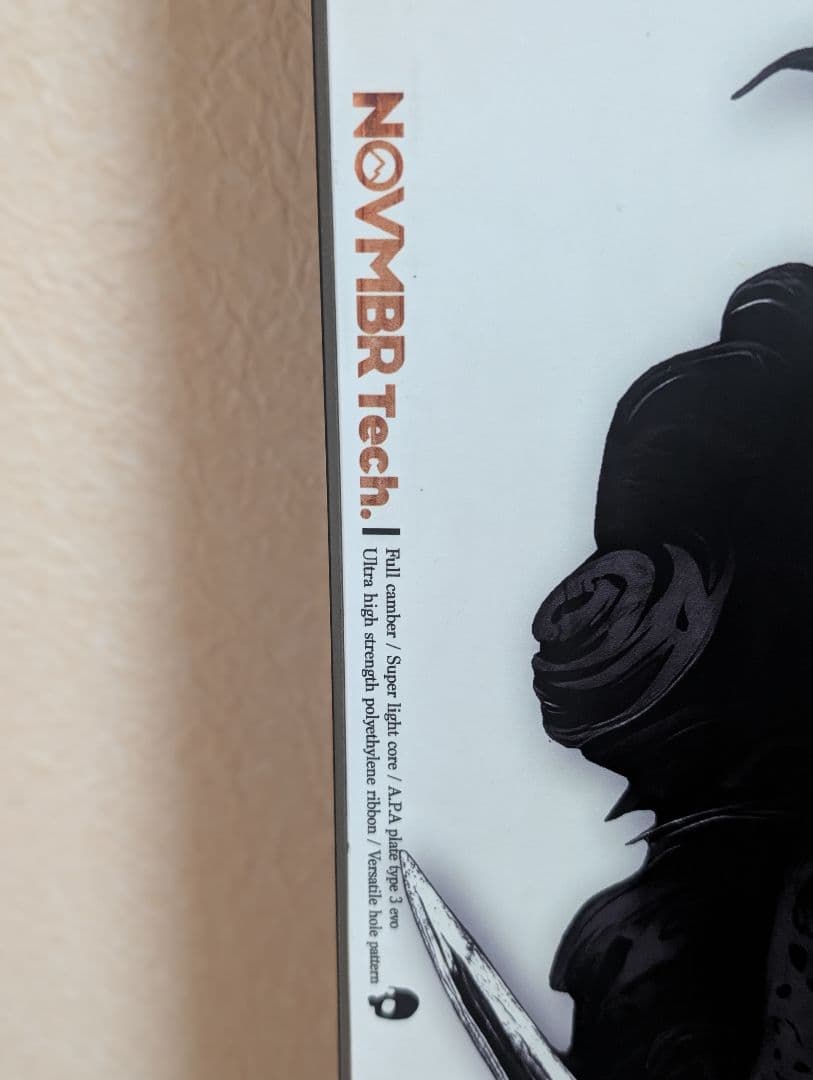 NOVMBR Tech.
Full camber / Super light core / A.P.A plate type 3 evo
Ultra high strength polyethylene ribbon / Versatile hole pattern